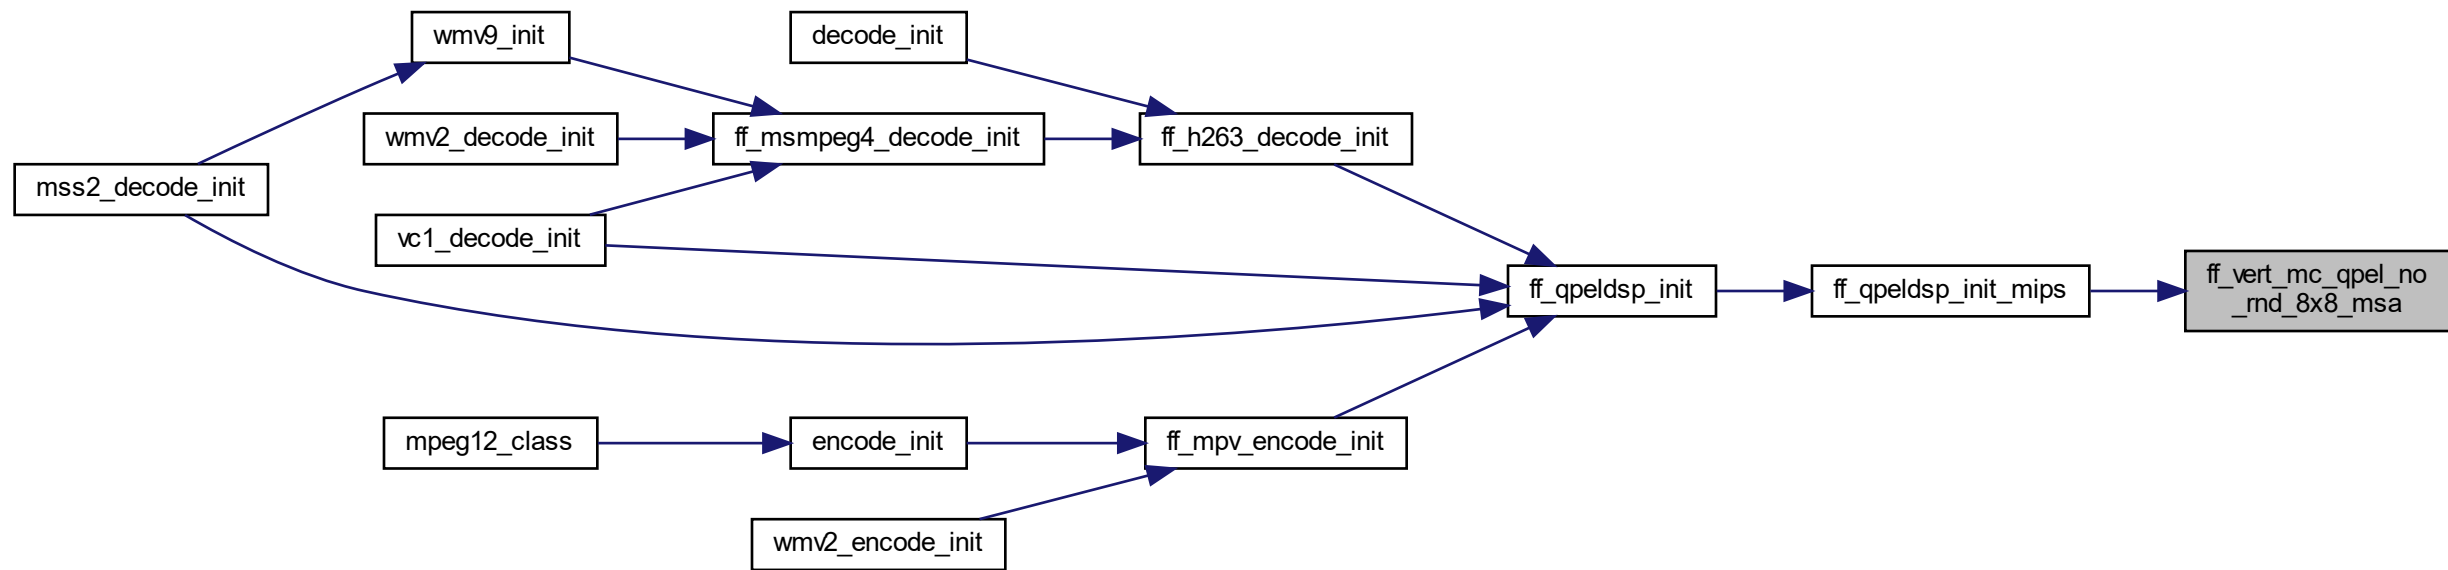 wmv9_init
decode_init
wmv2_decode_init
ff_msmpeg4_decode_init
ff_h263_decode_init
mss2_decode_init
vc1_decode_init
ff_qpeldsp_init
ff_qpeldsp_init_mips
ff_vert_mc_qpel_no
_rnd_8x8_msa
mpeg12_class
encode_init
ff_mpv_encode_init
wmv2_encode_init